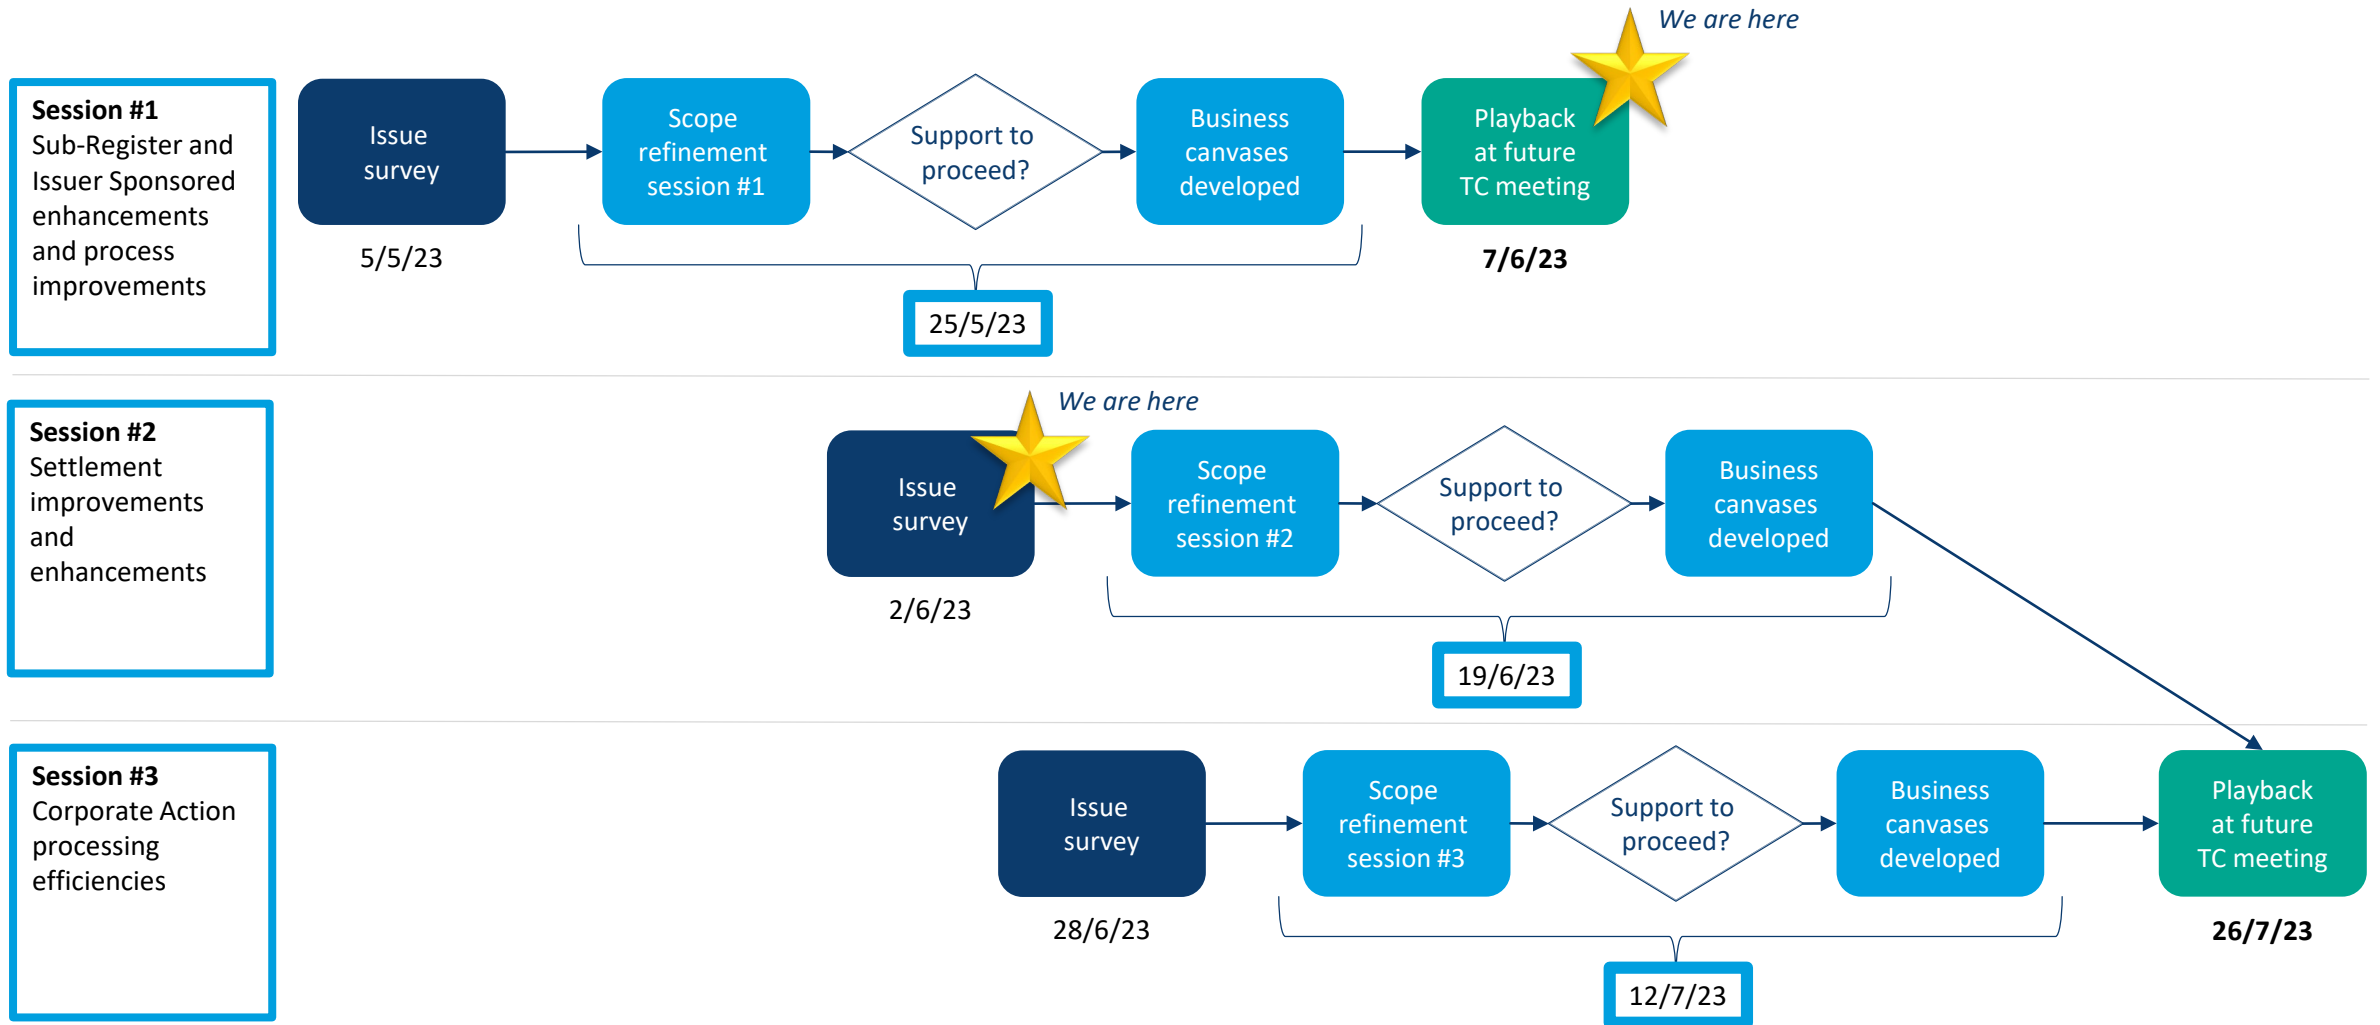 We are here
Session #1
Sub-Register and
Issuer Sponsored
enhancements
and process
improvements
Issue
survey
5/5/23
Scope
refinement
session #1
Support to
proceed?
Business
canvases
developed
25/5/23
Playback
at future
TC meeting
7/6/23
We are here
Session #2
Settlement
improvements
and
enhancements
Issue
survey
2/6/23
Scope
refinement
session #2
Support to
proceed?
Business
canvases
developed
19/6/23
Session #3
Corporate Action
processing
efficiencies
Issue
survey
28/6/23
Scope
refinement
session #3
Support to
proceed?
Business
canvases
developed
12/7/23
Playback
at future
TC meeting
26/7/23